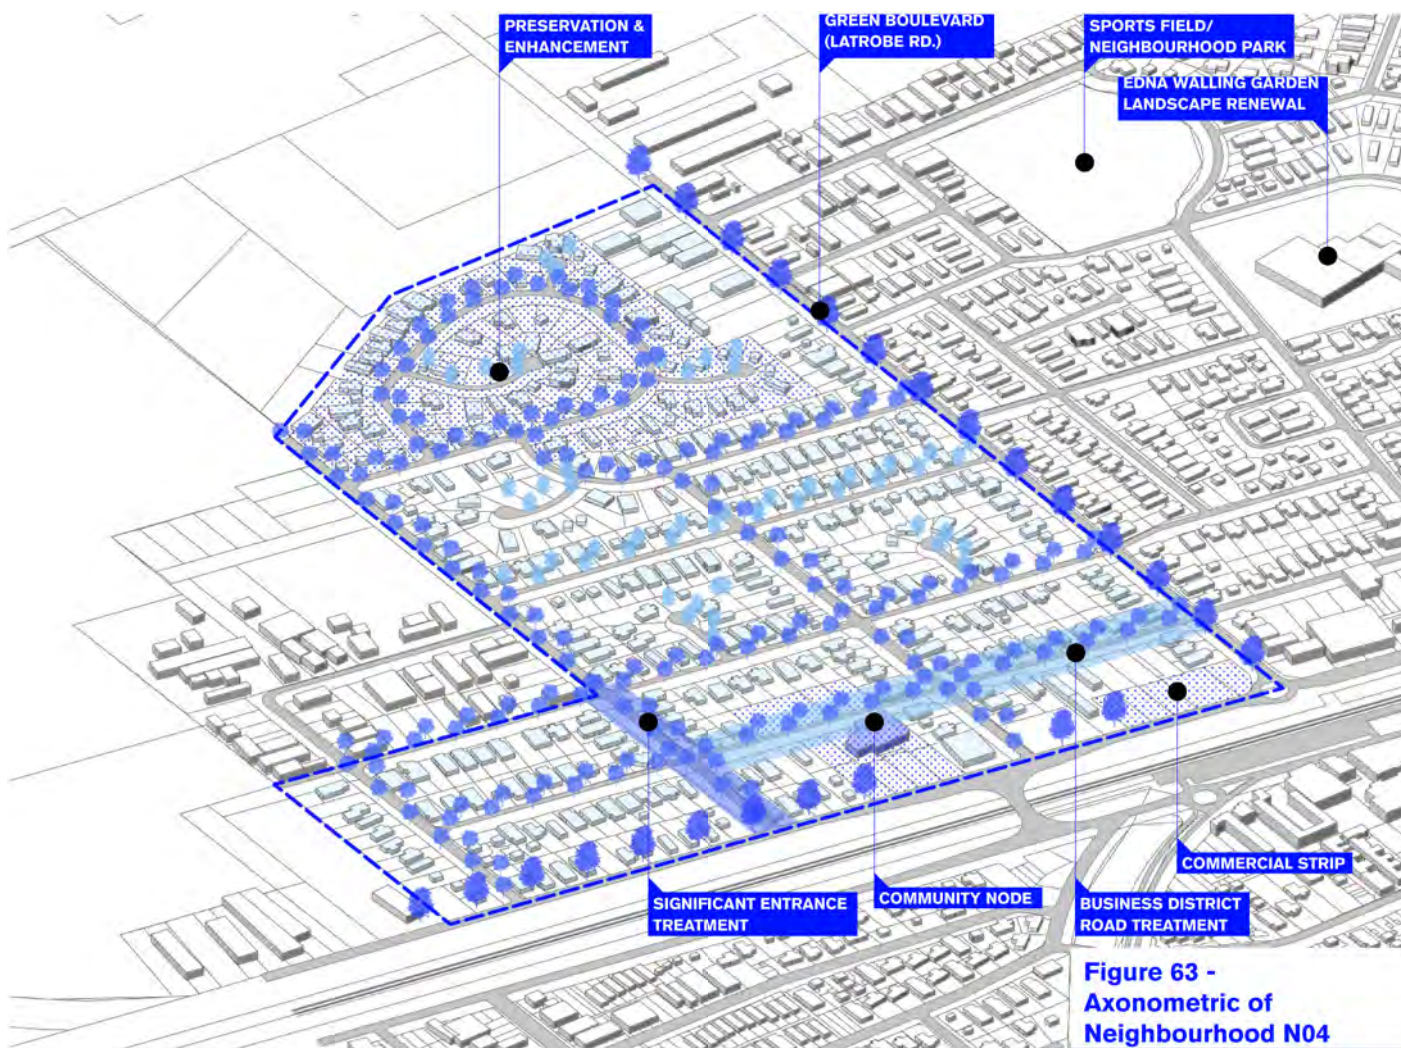 PRESERVATION &
ENHANCEMENT
GREEN BOULEVARD
(LATROBE RD.)
SPORTS FIELD/
NEIGHBOURHOOD PARK
EDNA WALLING GARDEN
LANDSCAPE RENEWAL
SIGNIFICANT ENTRANCE
TREATMENT
COMMUNITY NODE
BUSINESS DISTRICT
ROAD TREATMENT
COMMERCIAL STRIP
Figure 63 -
Axonometric of
Neighbourhood N04